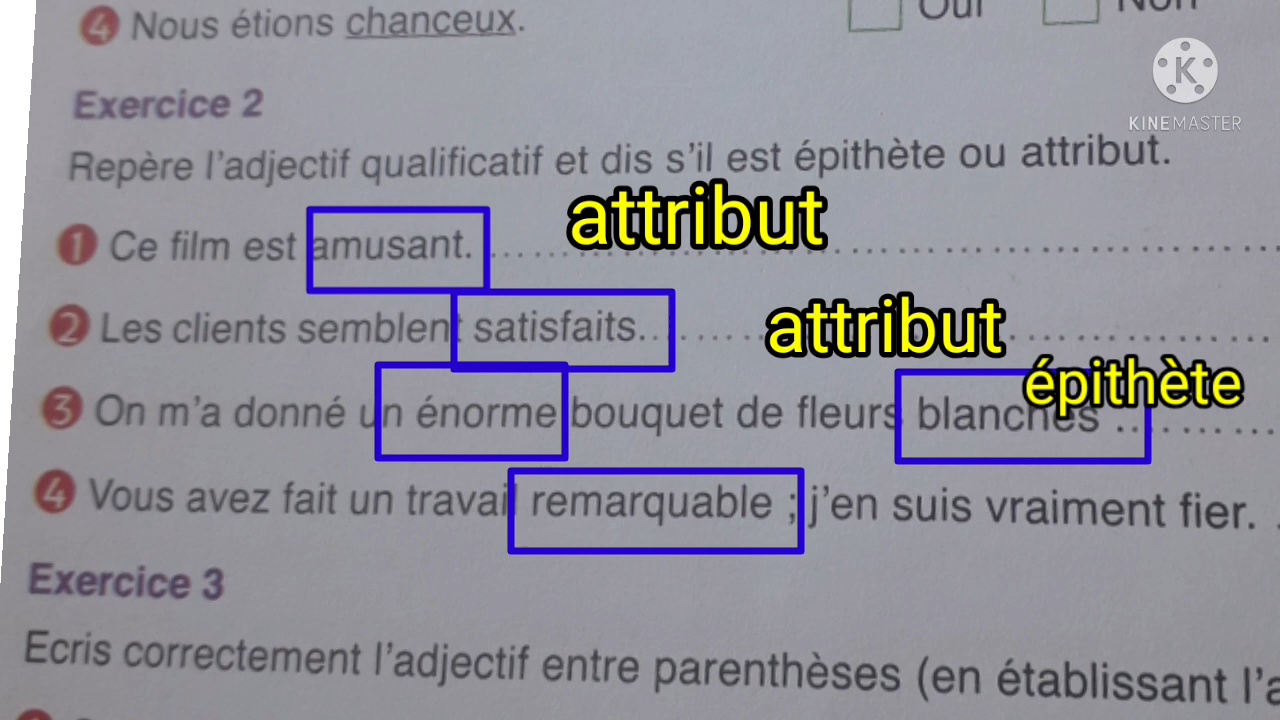 4 Nous étions chanceux. Oui Non
KINEMASTER
Exercice 2
Repère l'adjectif qualificatif et dis s'il est épithète ou attribut.
1 Ce film est amusant. attribut
2 Les clients semblent satisfaits. attribut
3 On m'a donné un énorme bouquet de fleurs blanches épithète
4 Vous avez fait un travail remarquable ; j'en suis vraiment fier.
Exercice 3
Ecris correctement l'adjectif entre parenthèses (en établissant